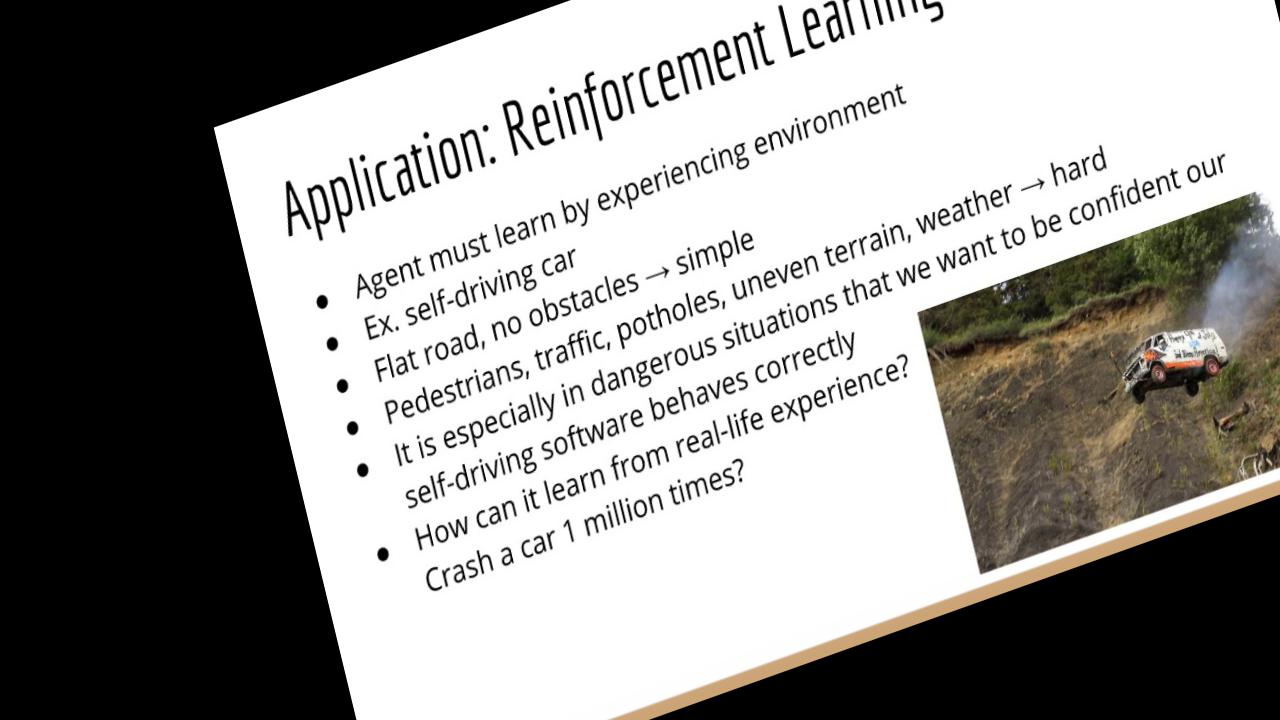 Application: Reinforcement Learning
Agent must learn by experiencing environment
Ex. self-driving car
Flat road, no obstacles → simple
Pedestrians, traffic, potholes, uneven terrain, weather → hard
It is especially in dangerous situations that we want to be confident our
self-driving software behaves correctly
How can it learn from real-life experience?
Crash a car 1 million times?